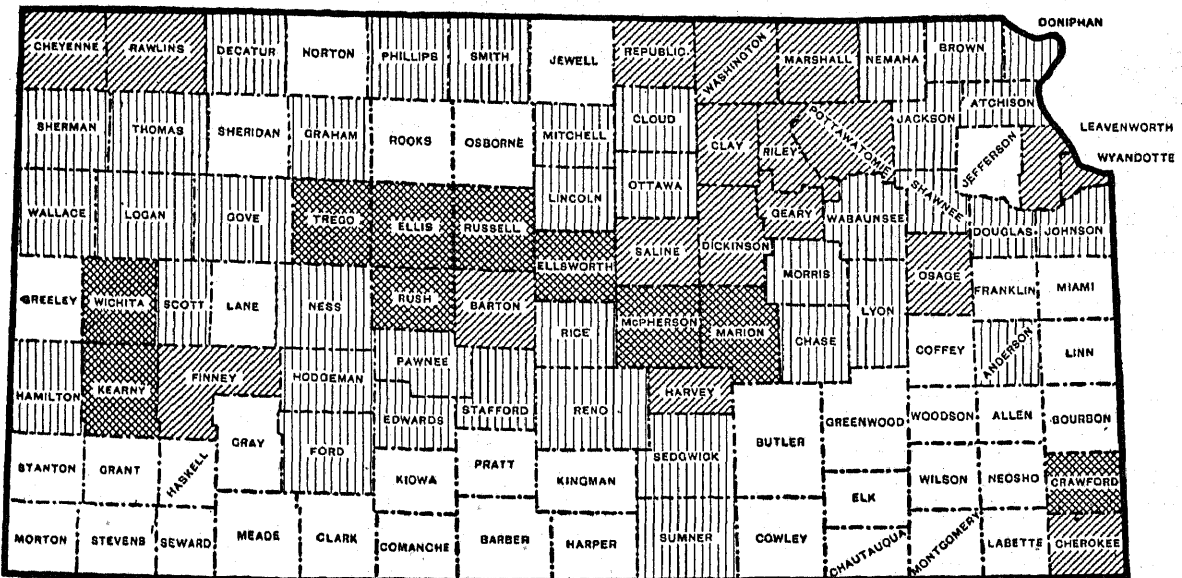 DONIPHAN
CHEYENNE RAWLINS DECATUR NORTON PHILLIPS SMITH JEWELL REPUBLIC WASHINGTON MARSHALL NEMAHA BROWN
ATCHISON
LEAVENWORTH
WYANDOTTE
SHERMAN THOMAS SHERIDAN GRAHAM ROOKS OSBORNE MITCHELL CLOUD CLAY RILEY POTTAWATOMIE JACKSON JEFFERSON
WALLACE LOGAN GOVE TREGO ELLIS RUSSELL LINCOLN OTTAWA GEARY WABAUNSEE SHAWNEE DOUGLAS JOHNSON
ELLSWORTH SALINE DICKINSON MORRIS OSAGE
GREELEY WICHITA SCOTT LANE NESS RUSH BARTON RICE McPHERSON MARION CHASE LYON FRANKLIN MIAMI
HAMILTON KEARNY FINNEY HODGEMAN PAWNEE STAFFORD RENO HARVEY COFFEY ANDERSON LINN
EDWARDS
GRAY FORD SEDGWICK BUTLER GREENWOOD WOODSON ALLEN BOURBON
STANTON GRANT HASKELL KIOWA PRATT KINGMAN ELK WILSON NEOSHO CRAWFORD
MORTON STEVENS SEWARD MEADE CLARK COMANCHE BARBER HARPER SUMNER COWLEY CHAUTAUQUA MONTGOMERY LABETTE CHEROKEE